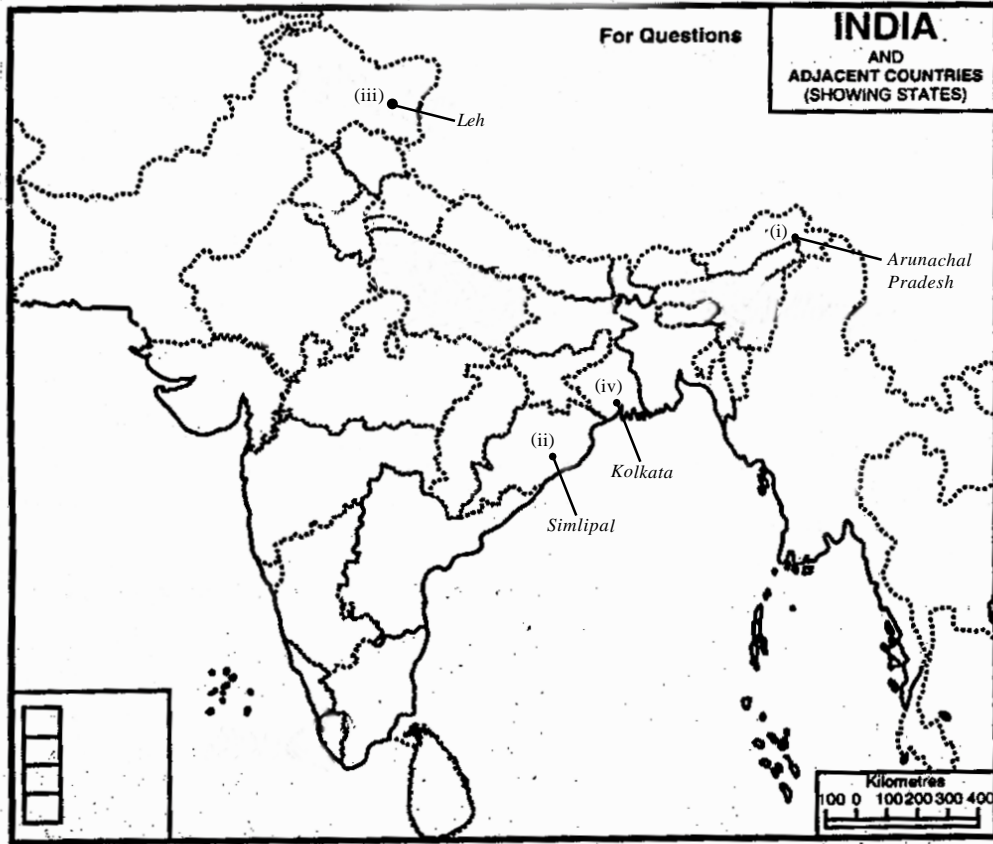 For Questions
INDIA
AND
ADJACENT COUNTRIES
(SHOWING STATES)
(iii)
Leh
(i)
Arunachal
Pradesh
(iv)
Kolkata
(ii)
Simlipal
Kilometres
100 0 100 200 300 400